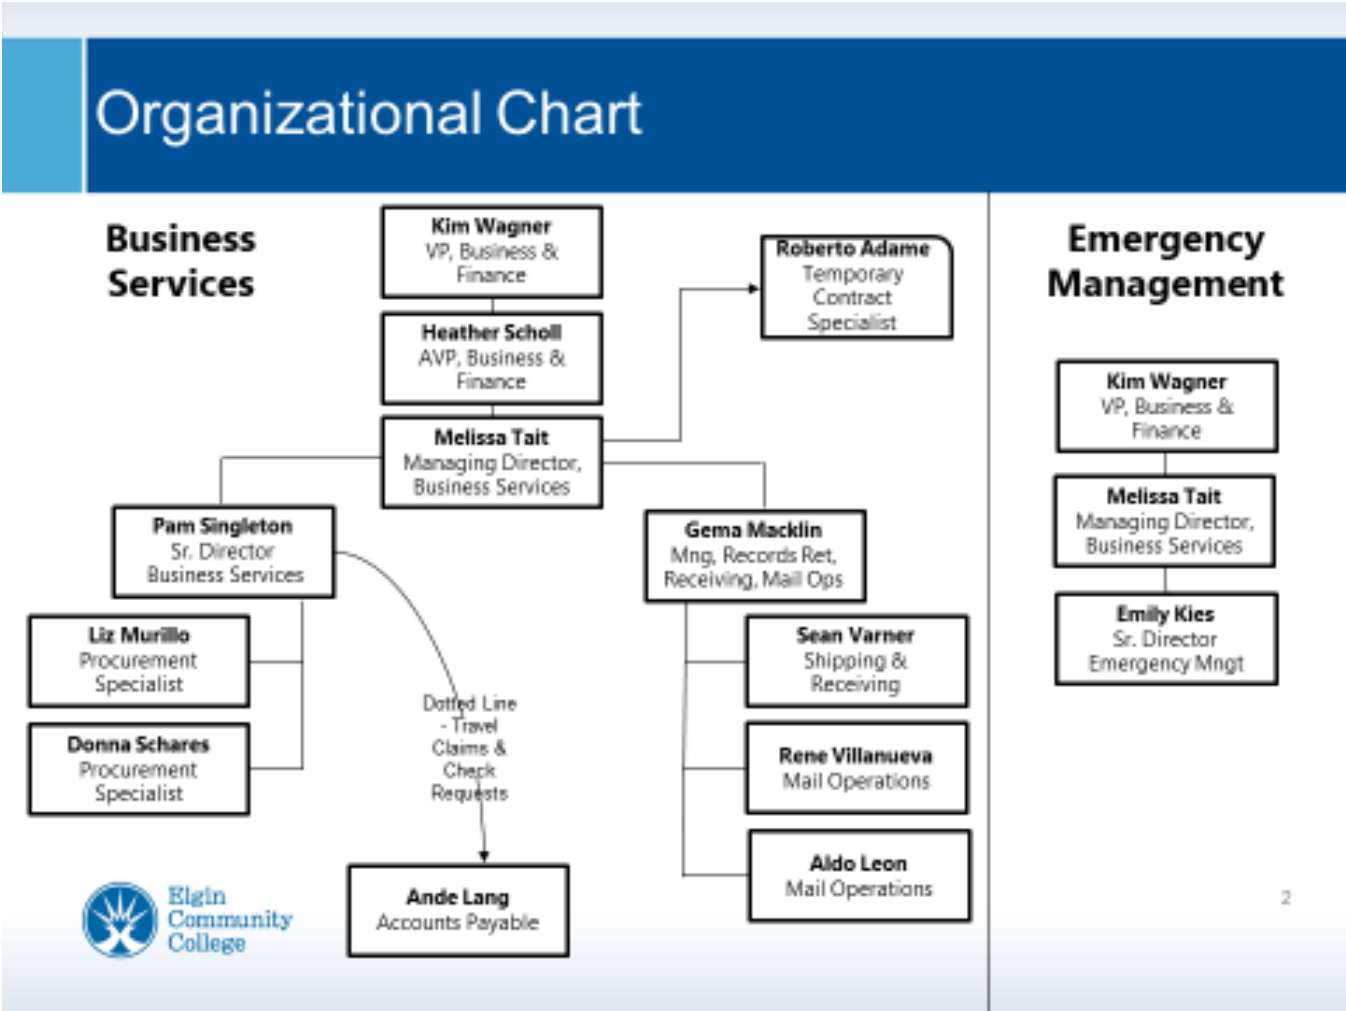 Organizational Chart
Business
Services
Kim Wagner
VP, Business &
Finance
Heather Scholl
AVP, Business &
Finance
Melissa Tait
Managing Director,
Business Services
Roberto Adame
Temporary
Contract
Specialist
Pam Singleton
Sr. Director
Business Services
Liz Murillo
Procurement
Specialist
Donna Schares
Procurement
Specialist
Dotted Line
- Travel
Claims &
Check
Requests
Ande Lang
Accounts Payable
Gema Macklin
Mng, Records Ret,
Receiving, Mail Ops
Sean Varner
Shipping &
Receiving
Rene Villanueva
Mail Operations
Aldo Leon
Mail Operations
Emergency
Management
Kim Wagner
VP, Business &
Finance
Melissa Tait
Managing Director,
Business Services
Emily Kies
Sr. Director
Emergency Mngt
Elgin
Community
College
2